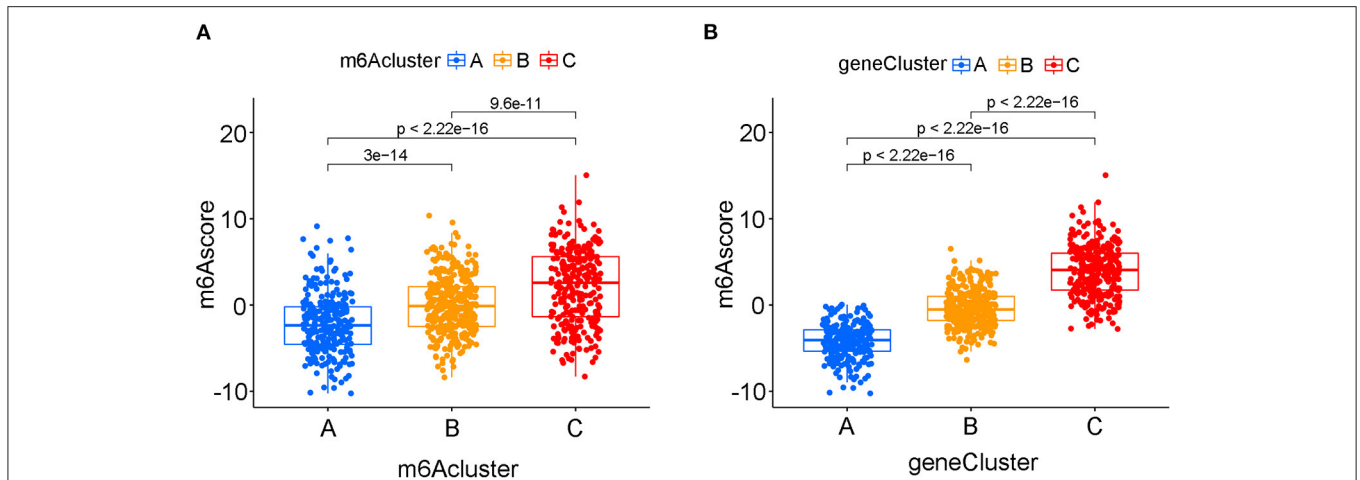 A
m6Acluster A B C
9.6e-11
p < 2.22e−16
3e−14
20
10
0
-10
m6Ascore
A B C
m6Acluster
B
geneCluster A B C
p < 2.22e−16
p < 2.22e−16
p < 2.22e−16
20
10
0
-10
m6Ascore
A B C
geneCluster